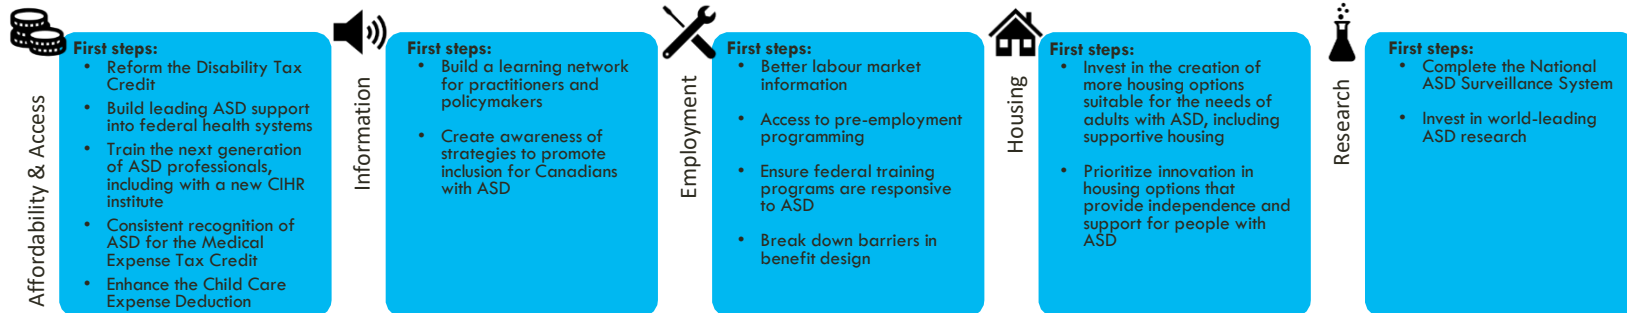 Affordability & Access
First steps:
• Reform the Disability Tax
Credit
• Build leading ASD support
into federal health systems
• Train the next generation
of ASD professionals,
including with a new CIHR
institute
• Consistent recognition of
ASD for the Medical
Expense Tax Credit
• Enhance the Child Care
Expense Deduction
Information
First steps:
• Build a learning network
for practitioners and
policymakers
• Create awareness of
strategies to promote
inclusion for Canadians
with ASD
Employment
First steps:
• Better labour market
information
• Access to pre-employment
programming
• Ensure federal training
programs are responsive
to ASD
• Break down barriers in
benefit design
Housing
First steps:
• Invest in the creation of
more housing options
suitable for the needs of
adults with ASD, including
supportive housing
• Prioritize innovation in
housing options that
provide independence and
support for people with
ASD
Research
First steps:
• Complete the National
ASD Surveillance System
• Invest in world-leading
ASD research